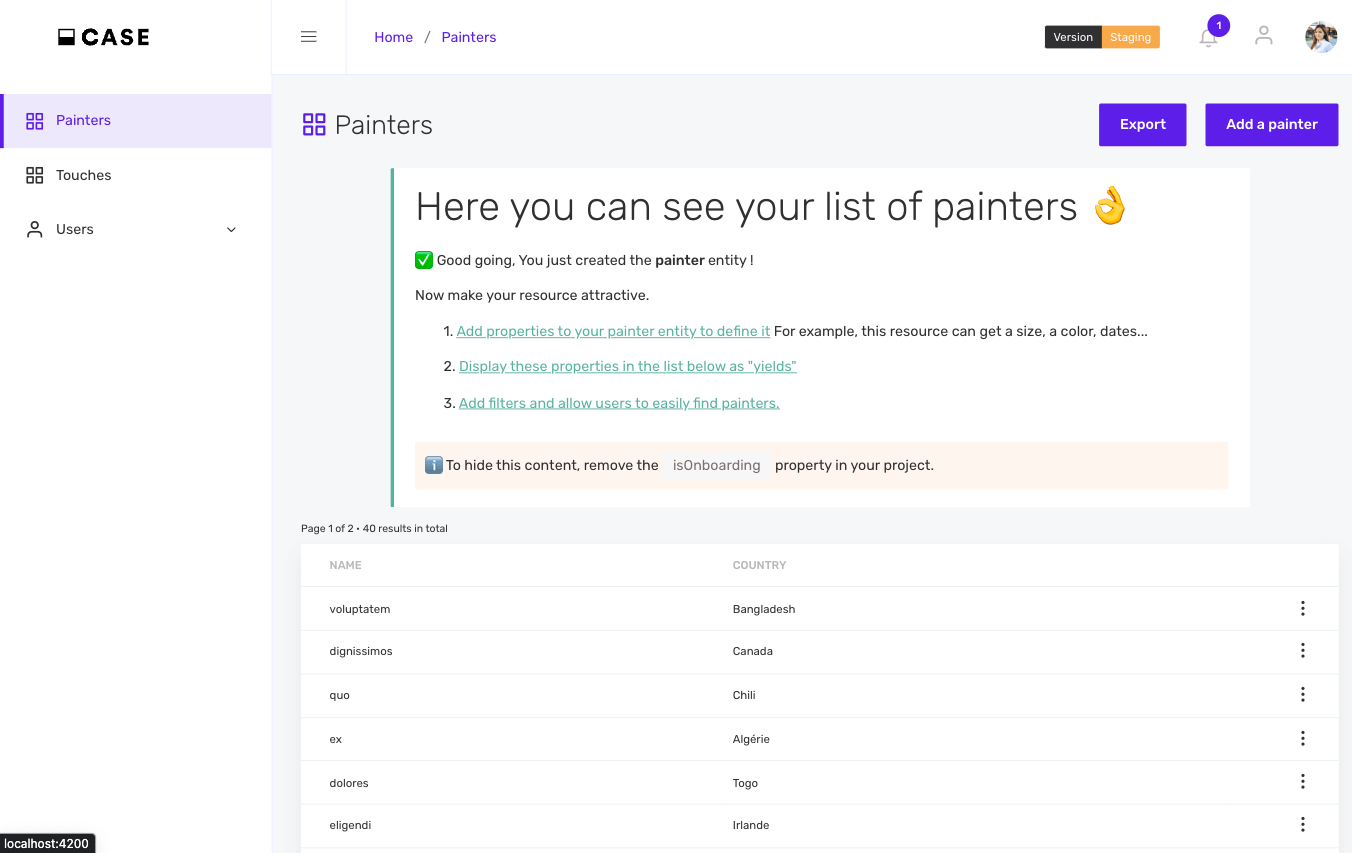 CASE
Home / Painters
Version Staging
1
Painters
Touches
Users
Painters
Export
Add a painter
Here you can see your list of painters 👌
✅ Good going, You just created the painter entity !
Now make your resource attractive.
1. Add properties to your painter entity to define it For example, this resource can get a size, a color, dates...
2. Display these properties in the list below as "yields"
3. Add filters and allow users to easily find painters.
ℹ️ To hide this content, remove the isOnboarding property in your project.
Page 1 of 2 • 40 results in total
NAME COUNTRY
voluptatem Bangladesh
dignissimos Canada
quo Chili
ex Algérie
dolores Togo
eligendi Irlande
localhost:4200